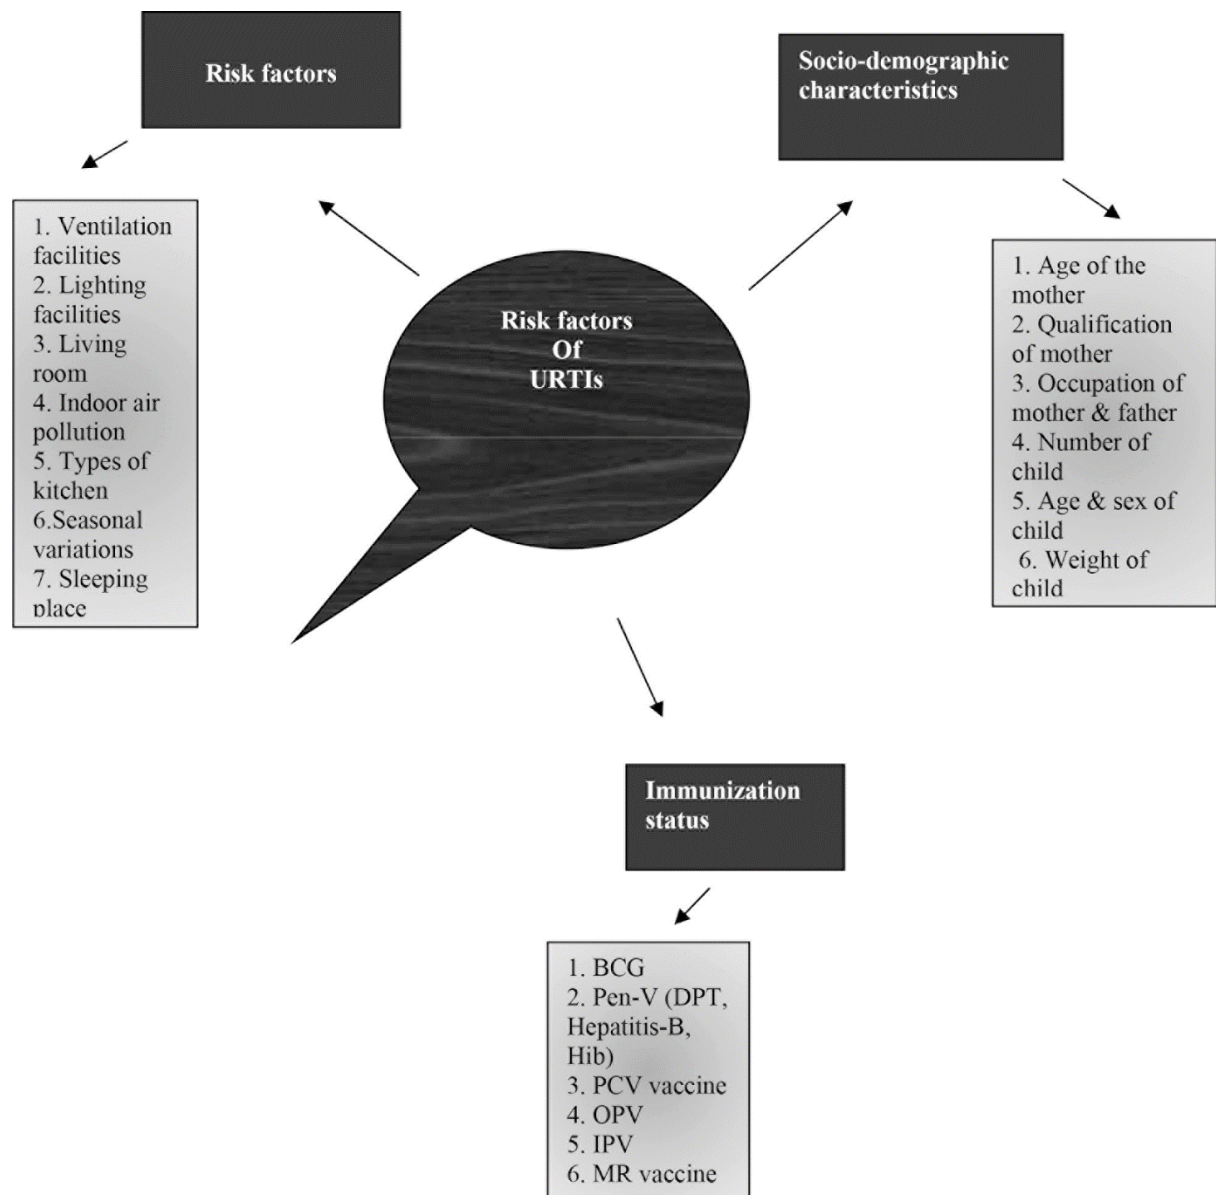 Risk factors
Socio-demographic
characteristics
1. Ventilation
facilities
2. Lighting
facilities
3. Living
room
4. Indoor air
pollution
5. Types of
kitchen
6.Seasonal
variations
7. Sleeping
place
Risk factors
Of
URTIs
1. Age of the
mother
2. Qualification
of mother
3. Occupation of
mother & father
4. Number of
child
5. Age & sex of
child
6. Weight of
child
Immunization
status
1. BCG
2. Pen-V (DPT,
Hepatitis-B,
Hib)
3. PCV vaccine
4. OPV
5. IPV
6. MR vaccine